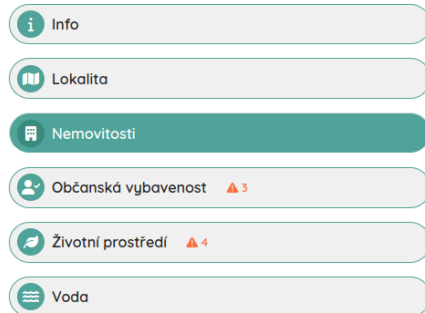 Info
Lokalita
Nemovitosti
Občanská vybavenost 3
Životní prostředí 4
Voda